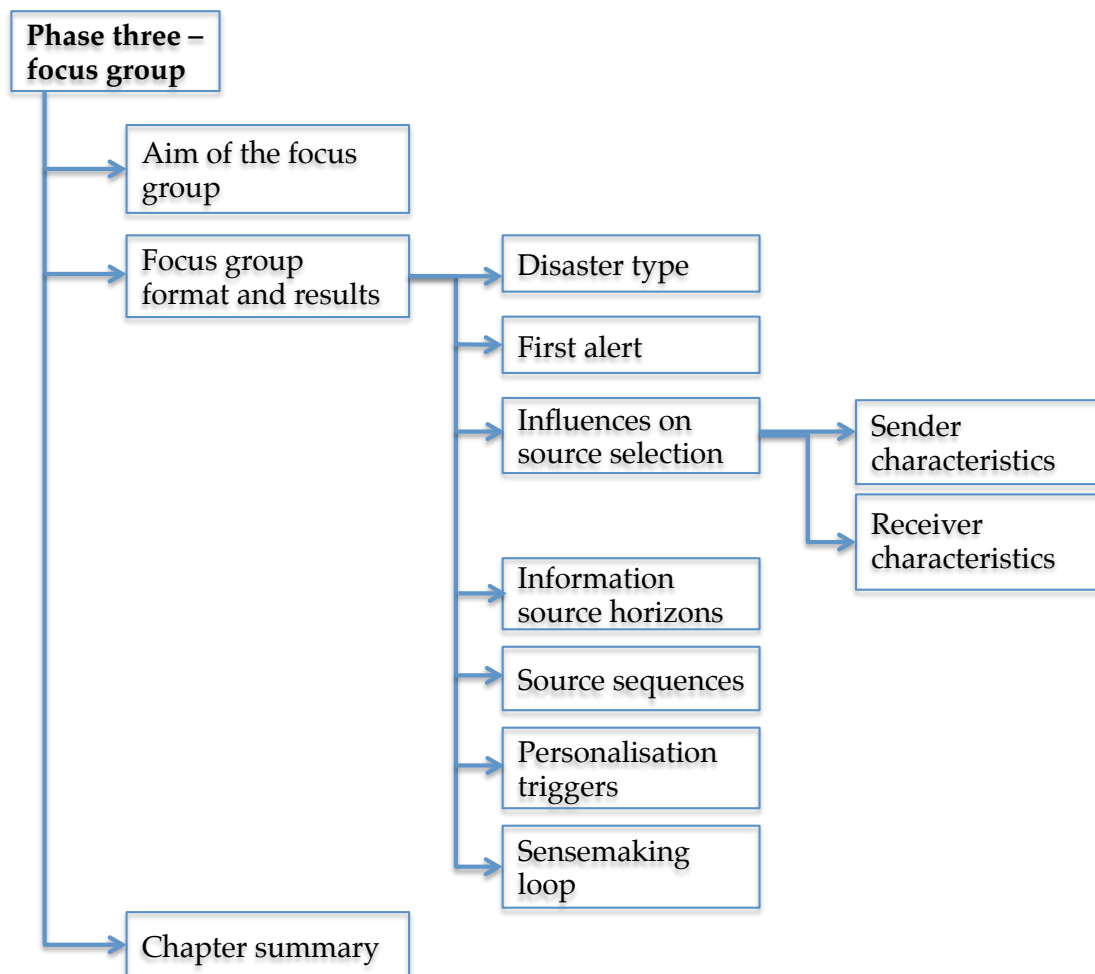 Phase three –
focus group
Aim of the focus
group
Focus group
format and results
Disaster type
First alert
Influences on
source selection
Sender
characteristics
Receiver
characteristics
Information
source horizons
Source sequences
Personalisation
triggers
Sensemaking
loop
Chapter summary